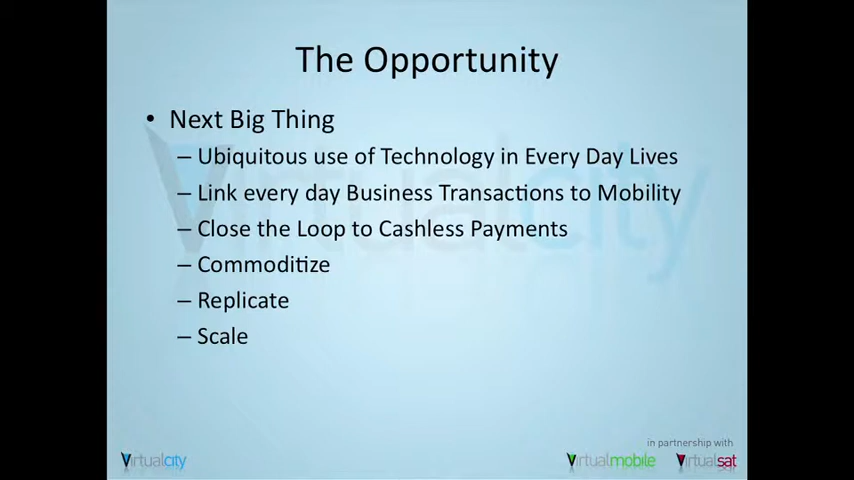 The Opportunity
• Next Big Thing
– Ubiquitous use of Technology in Every Day Lives
– Link every day Business Transactions to Mobility
– Close the Loop to Cashless Payments
– Commoditize
– Replicate
– Scale
Virtualcity
in partnership with
Virtualcity
Virtualmobile
Virtualsat